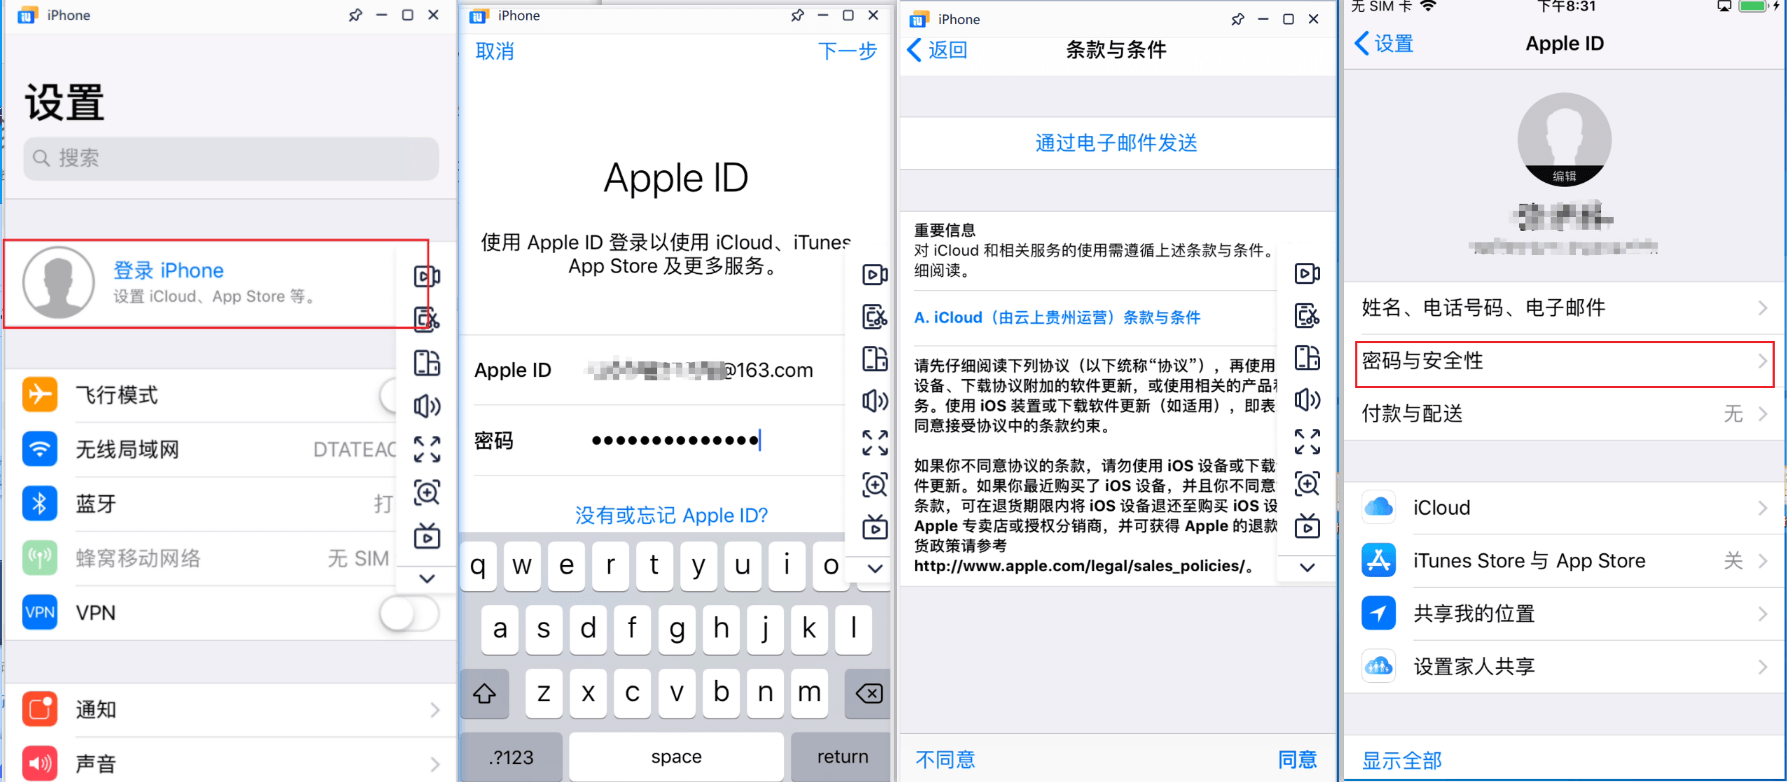 iPhone
设置
搜索
登录 iPhone
设置 iCloud、App Store 等。
飞行模式
无线局域网 DTATEAC
蓝牙 打
蜂窝移动网络 无 SIM
VPN VPN
通知
声音
iPhone
取消 下一步
Apple ID
使用 Apple ID 登录以使用 iCloud、iTunes
App Store 及更多服务。
Apple ID @163.com
密码
没有或忘记 Apple ID?
q w e r t y u i o
a s d f g h j k l
z x c v b n m
.?123 space return
iPhone
返回 条款与条件
通过电子邮件发送
重要信息
对 iCloud 和相关服务的使用需遵循上述条款与条件。
细阅读。
A. iCloud（由云上贵州运营）条款与条件
请先仔细阅读下列协议（以下统称“协议”），再使用
设备、下载协议附加的软件更新，或使用相关的产品和
务。使用 iOS 装置或下载软件更新（如适用），即表
同意接受协议中的条款约束。
如果你不同意协议的条款，请勿使用 iOS 设备或下载
件更新。如果你最近购买了 iOS 设备，并且你不同意
条款，可在退货期限内将 iOS 设备退还至购买 iOS 设
Apple 专卖店或授权分销商，并可获得 Apple 的退款
货政策请参考
http://www.apple.com/legal/sales_policies/。
不同意 同意
无 SIM 卡 下午8:31
设置 Apple ID
编辑
姓名、电话号码、电子邮件
密码与安全性
付款与配送 无
iCloud
iTunes Store 与 App Store 关
共享我的位置
设置家人共享
显示全部